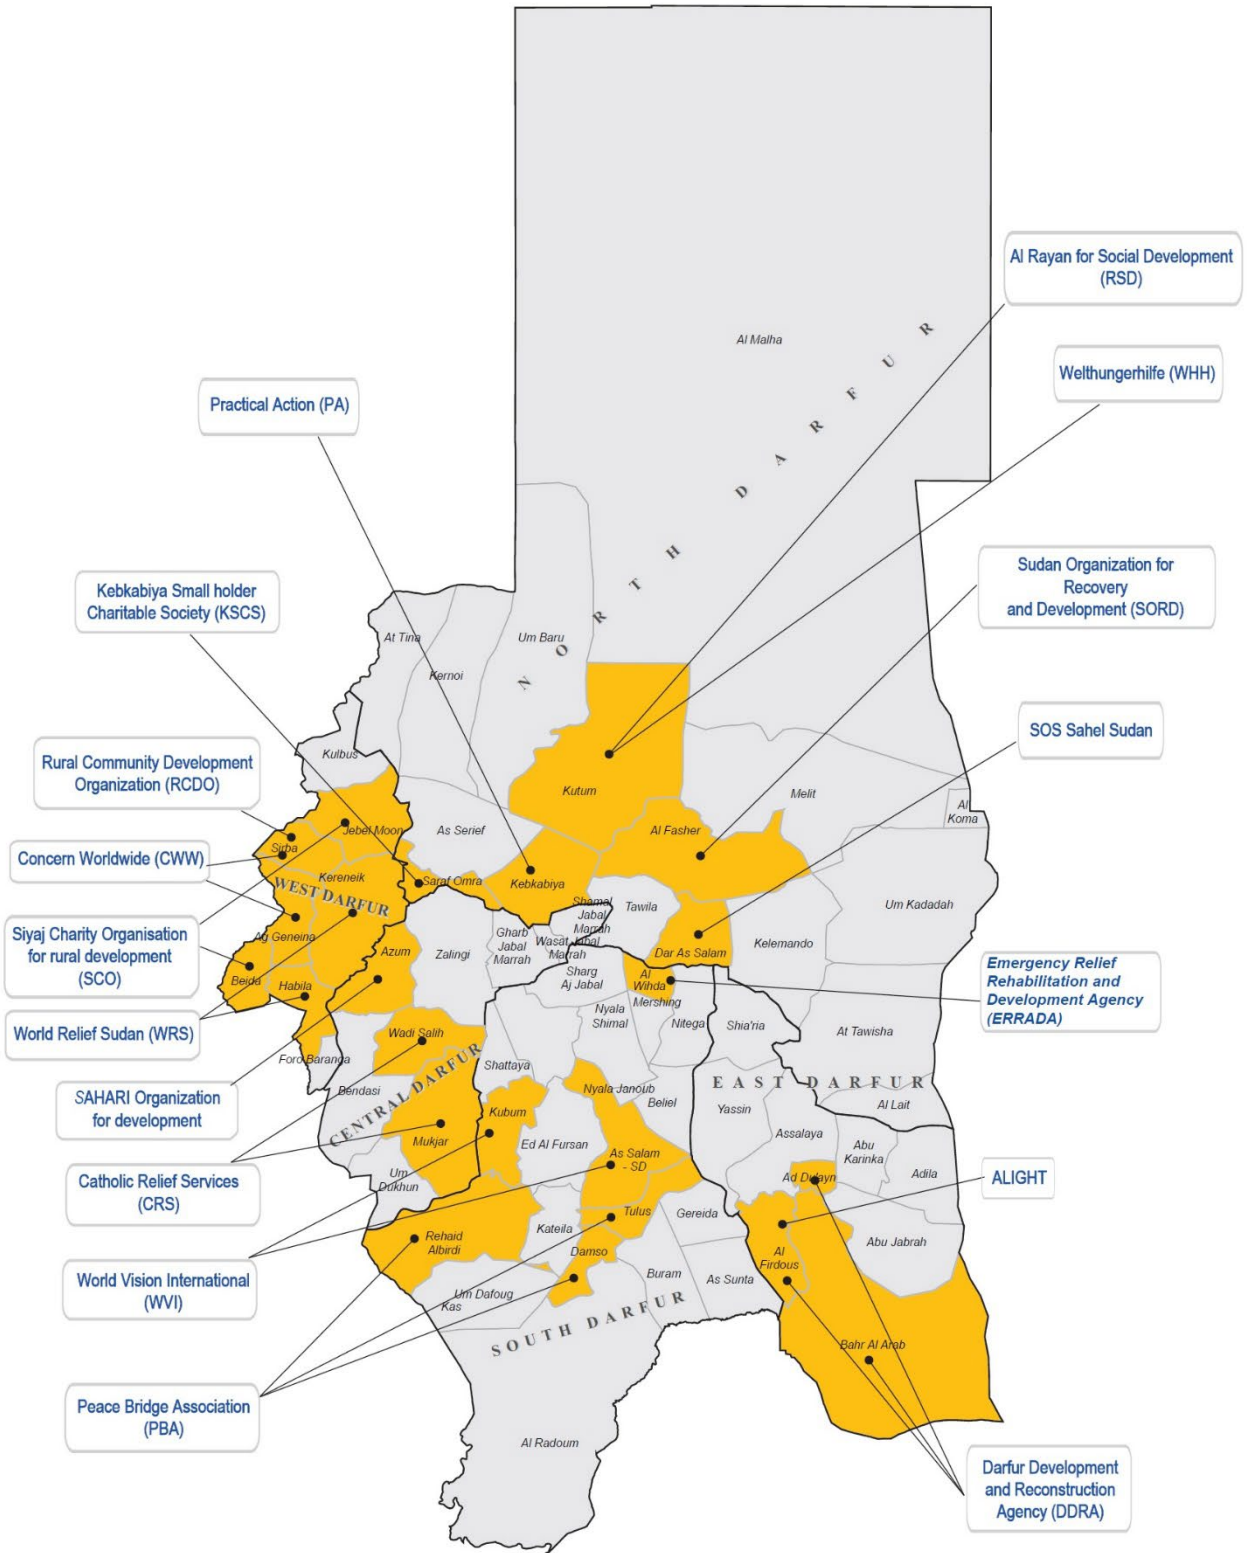 Al Rayan for Social Development
(RSD)
Al Malha
NORTH DARFUR
Welthungerhilfe (WHH)
Practical Action (PA)
Sudan Organization for
Recovery
and Development (SORD)
Kebkabiya Small holder
Charitable Society (KSCS)
At Tina
Um Baru
Kernoi
SOS Sahel Sudan
Rural Community Development
Organization (RCDO)
Kulbus
Kutum
Melit
Al
Koma
Jebel Moon
As Serief
Al Fasher
Sirba
Concern Worldwide (CWW)
Kereneik
WEST DARFUR
Saraf Omra
Kebkabiya
Shamal
Jabal
Marrah
Tawila
Um Kadadah
Siyaj Charity Organisation
for rural development
(SCO)
Ag Geneina
Azum
Zalingi
Gharb
Jabal
Marrah
Wasat Jabal
Marrah
Dar As Salam
Kelemando
Beida
Habila
Sharg
Aj Jabal
Al
Wihda
Mershing
Emergency Relief
Rehabilitation and
Development Agency
(ERRADA)
World Relief Sudan (WRS)
Nyala
Shimal
Nitega
Shia'ria
At Tawisha
Wadi Salih
Foro Baranga
Bendasi
CENTRAL DARFUR
Shattaya
EAST DARFUR
SAHARI Organization
for development
Nyala Janoub
Beliel
Yassin
Al Lait
Kubum
Ed Al Fursan
Assalaya
Mukjar
As Salam
- SD
Abu
Karinka
Adila
Catholic Relief Services
(CRS)
Um
Dukhun
Ad Du'ayn
ALIGHT
Tulus
Gereida
Kateila
Rehaid
Albirdi
Abu Jabrah
Damso
Al
Firdous
World Vision International
(WVI)
Um Dafoug
Kas
Buram
As Sunta
SOUTH DARFUR
Bahr Al Arab
Peace Bridge Association
(PBA)
Al Radoum
Darfur Development
and Reconstruction
Agency (DDRA)